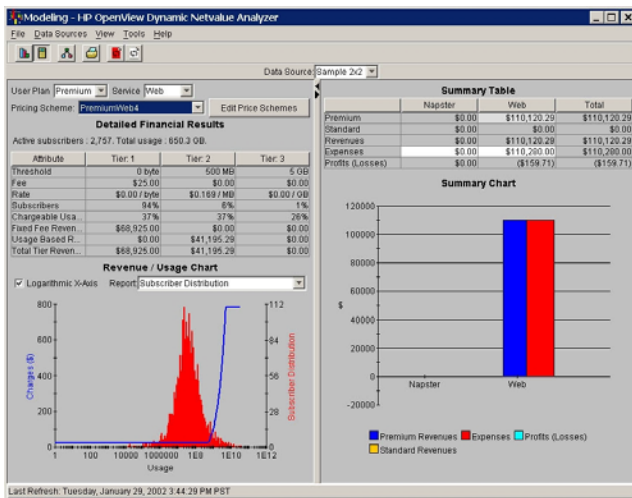 Modeling - HP OpenView Dynamic Netvalue Analyzer
File Data Sources View Tools Help
Data Source: Sample 2x2
User Plan: Premium Service: Web
Pricing Scheme: PremiumWeb4 Edit Price Schemes
Detailed Financial Results
Active subscribers : 2,757. Total usage : 650.3 GB.
Attribute Tier: 1 Tier: 2 Tier: 3
Threshold 0 byte 500 MB 5 GB
Fee $25.00 $0.00 $0.00
Rate $0.00 / byte $0.169 / MB $0.00 / GB
Subscribers 94% 6% 1%
Chargeable Usa... 37% 37% 26%
Fixed Fee Reven... $68,925.00 $0.00 $0.00
Usage Based R... $0.00 $41,195.29 $0.00
Total Tier Reven... $68,925.00 $41,195.29 $0.00
Revenue / Usage Chart
Logarithmic X-Axis Report: Subscriber Distribution
800 112
600 84
400 56
200 28
0 0
Charges ($)
Subscriber Distribution
1 100 10000 1000000 1E8 1E10 1E12
Usage
Summary Table
Napster Web Total
Premium $0.00 $110,120.29 $110,120.29
Standard $0.00 $0.00 $0.00
Revenues $0.00 $110,120.29 $110,120.29
Expenses $0.00 $110,280.00 $110,280.00
Profits (Losses) $0.00 ($159.71) ($159.71)
Summary Chart
120000
100000
80000
60000
40000
20000
0
-20000
$
Napster Web
Premium Revenues Expenses Profits (Losses)
Standard Revenues
Last Refresh: Tuesday, January 29, 2002 3:44:29 PM PST